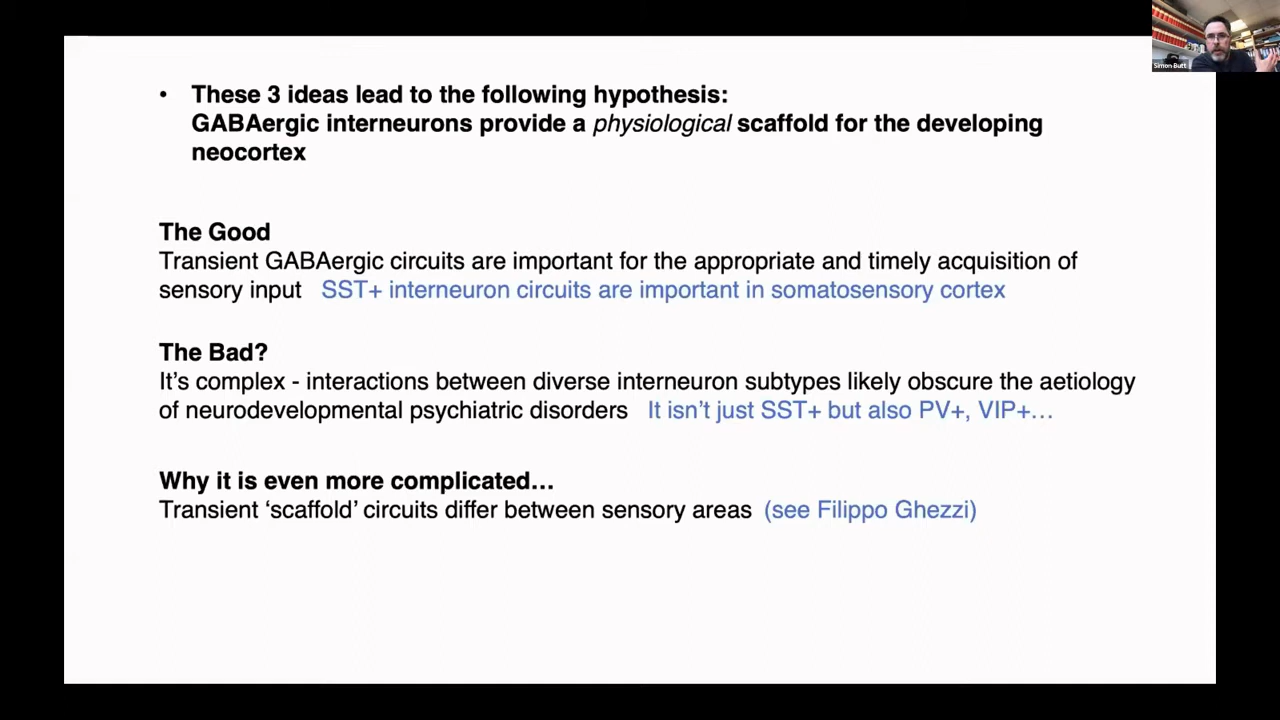 Simon Butt
• These 3 ideas lead to the following hypothesis:
GABAergic interneurons provide a physiological scaffold for the developing
neocortex
The Good
Transient GABAergic circuits are important for the appropriate and timely acquisition of
sensory input SST+ interneuron circuits are important in somatosensory cortex
The Bad?
It's complex - interactions between diverse interneuron subtypes likely obscure the aetiology
of neurodevelopmental psychiatric disorders It isn't just SST+ but also PV+, VIP+…
Why it is even more complicated…
Transient ‘scaffold’ circuits differ between sensory areas (see Filippo Ghezzi)